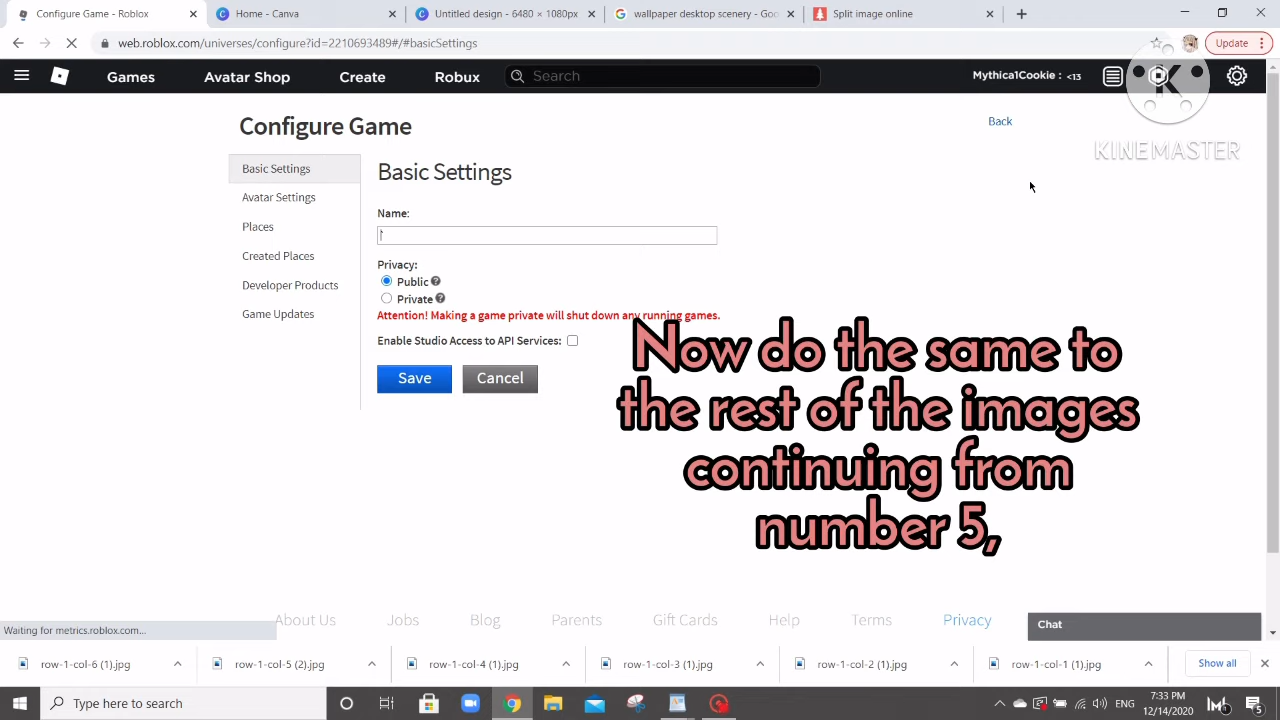 Configure Game - Roblox
Home - Canva
Untitled design - 6480 × 1080px
wallpaper desktop scenery - Goo
Split image online
web.roblox.com/universes/configure?id=2210693489#/#basicSettings
Update
Games
Avatar Shop
Create
Robux
Search
Mythica1Cookie : <13
K
KINEMASTER
Configure Game
Back
Basic Settings
Avatar Settings
Places
Created Places
Developer Products
Game Updates
Basic Settings
Name:
Privacy:
Public
Private
Attention! Making a game private will shut down any running games.
Enable Studio Access to API Services:
Save
Cancel
Now do the same to
the rest of the images
continuing from
number 5,
About Us
Jobs
Blog
Parents
Gift Cards
Help
Terms
Privacy
Chat
Waiting for metrics.roblox.com...
row-1-col-6 (1).jpg
row-1-col-5 (2).jpg
row-1-col-4 (1).jpg
row-1-col-3 (1).jpg
row-1-col-2 (1).jpg
row-1-col-1 (1).jpg
Show all
Type here to search
ENG
7:33 PM
12/14/2020
5